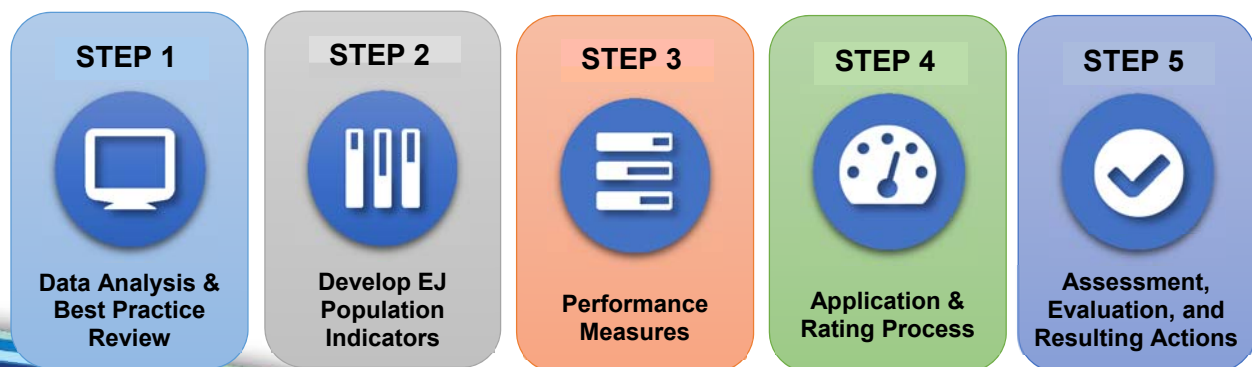 STEP 1
Data Analysis &
Best Practice
Review
STEP 2
Develop EJ
Population
Indicators
STEP 3
Performance
Measures
STEP 4
Application &
Rating Process
STEP 5
Assessment,
Evaluation, and
Resulting Actions